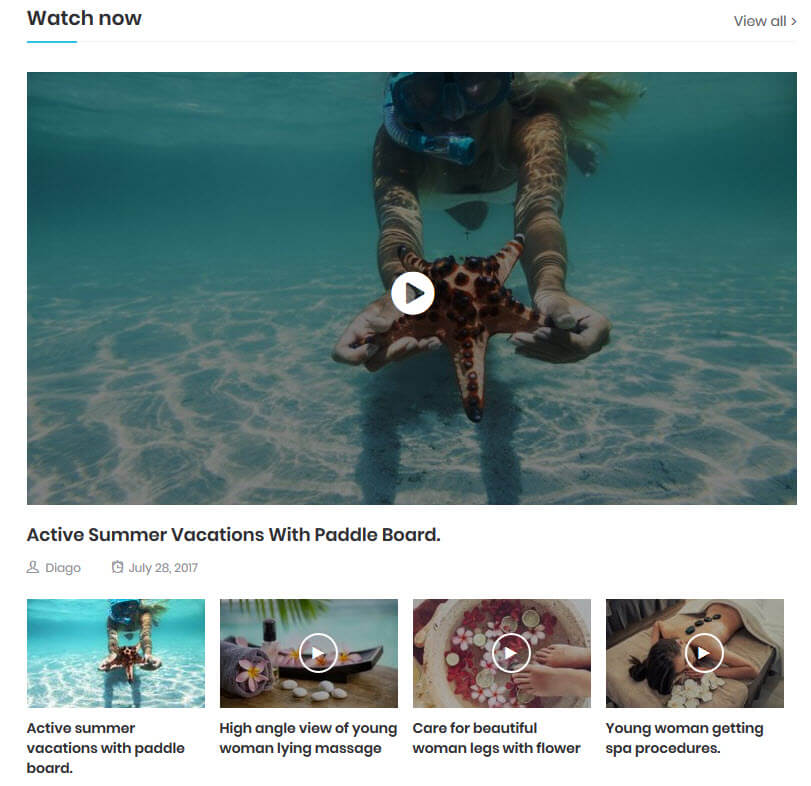 Watch now
View all >
Active Summer Vacations With Paddle Board.
Diago
July 28, 2017
Active summer
vacations with paddle
board.
High angle view of young
woman lying massage
Care for beautiful
woman legs with flower
Young woman getting
spa procedures.